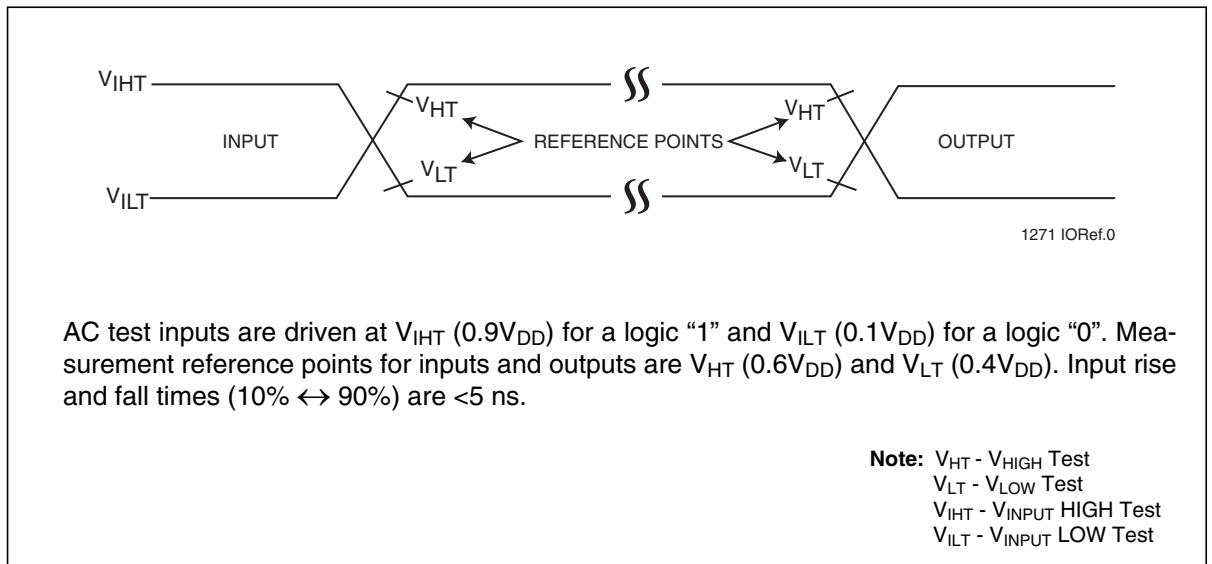 VIHT
VHT
VHT
INPUT
REFERENCE POINTS
OUTPUT
VLT
VLT
VILT
1271 IORef.0
AC test inputs are driven at VIHT (0.9VDD) for a logic “1” and VILT (0.1VDD) for a logic “0”. Mea-
surement reference points for inputs and outputs are VHT (0.6VDD) and VLT (0.4VDD). Input rise
and fall times (10% ↔ 90%) are <5 ns.
Note: VHT - VHIGH Test
VLT - VLOW Test
VIHT - VINPUT HIGH Test
VILT - VINPUT LOW Test